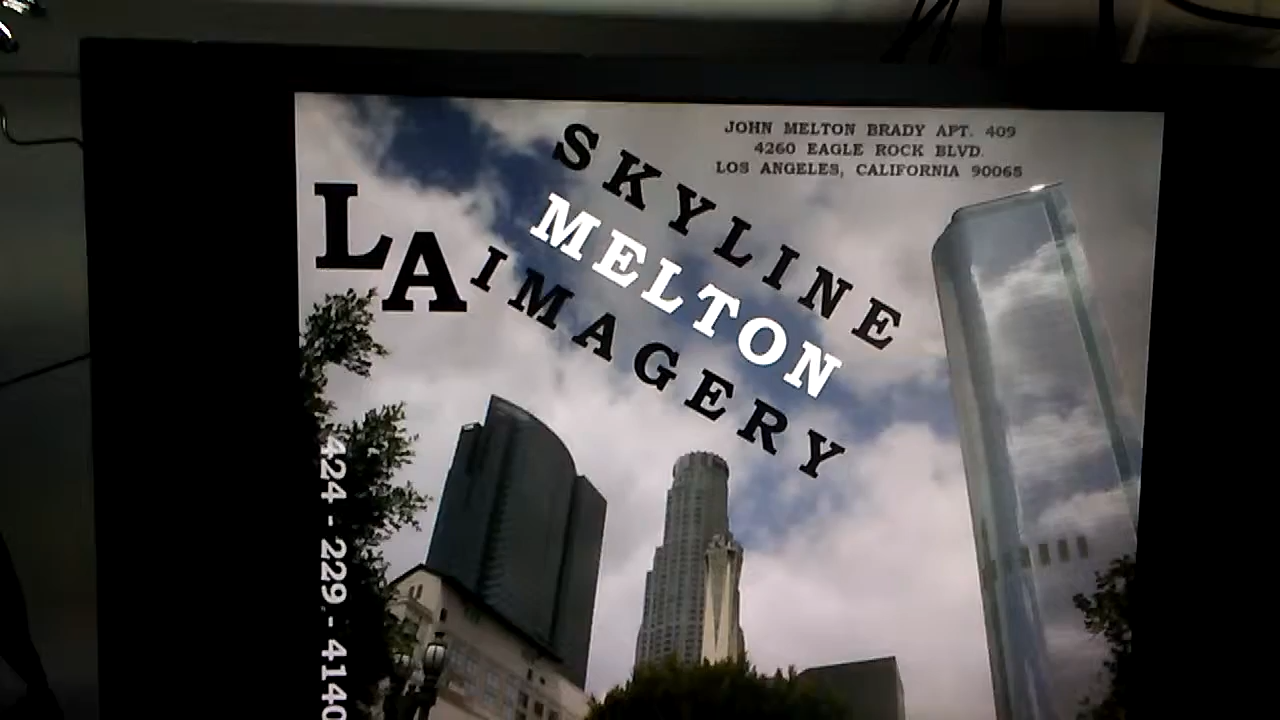 JOHN MELTON BRADY APT. 409
4260 EAGLE ROCK BLVD.
LOS ANGELES, CALIFORNIA 90065
SKYLINE
MELTON
LA IMAGERY
424 - 229 - 4140